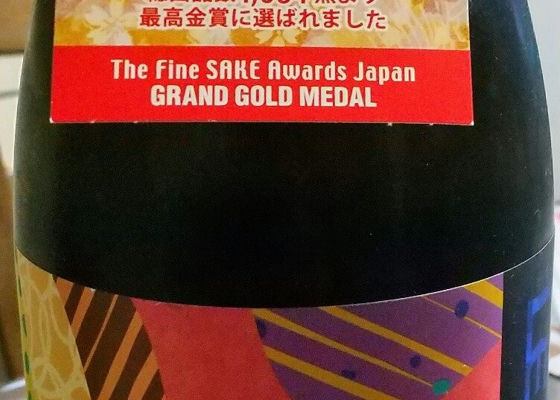 最高金賞に選ばれました
The Fine SAKE Awards Japan
GRAND GOLD MEDAL